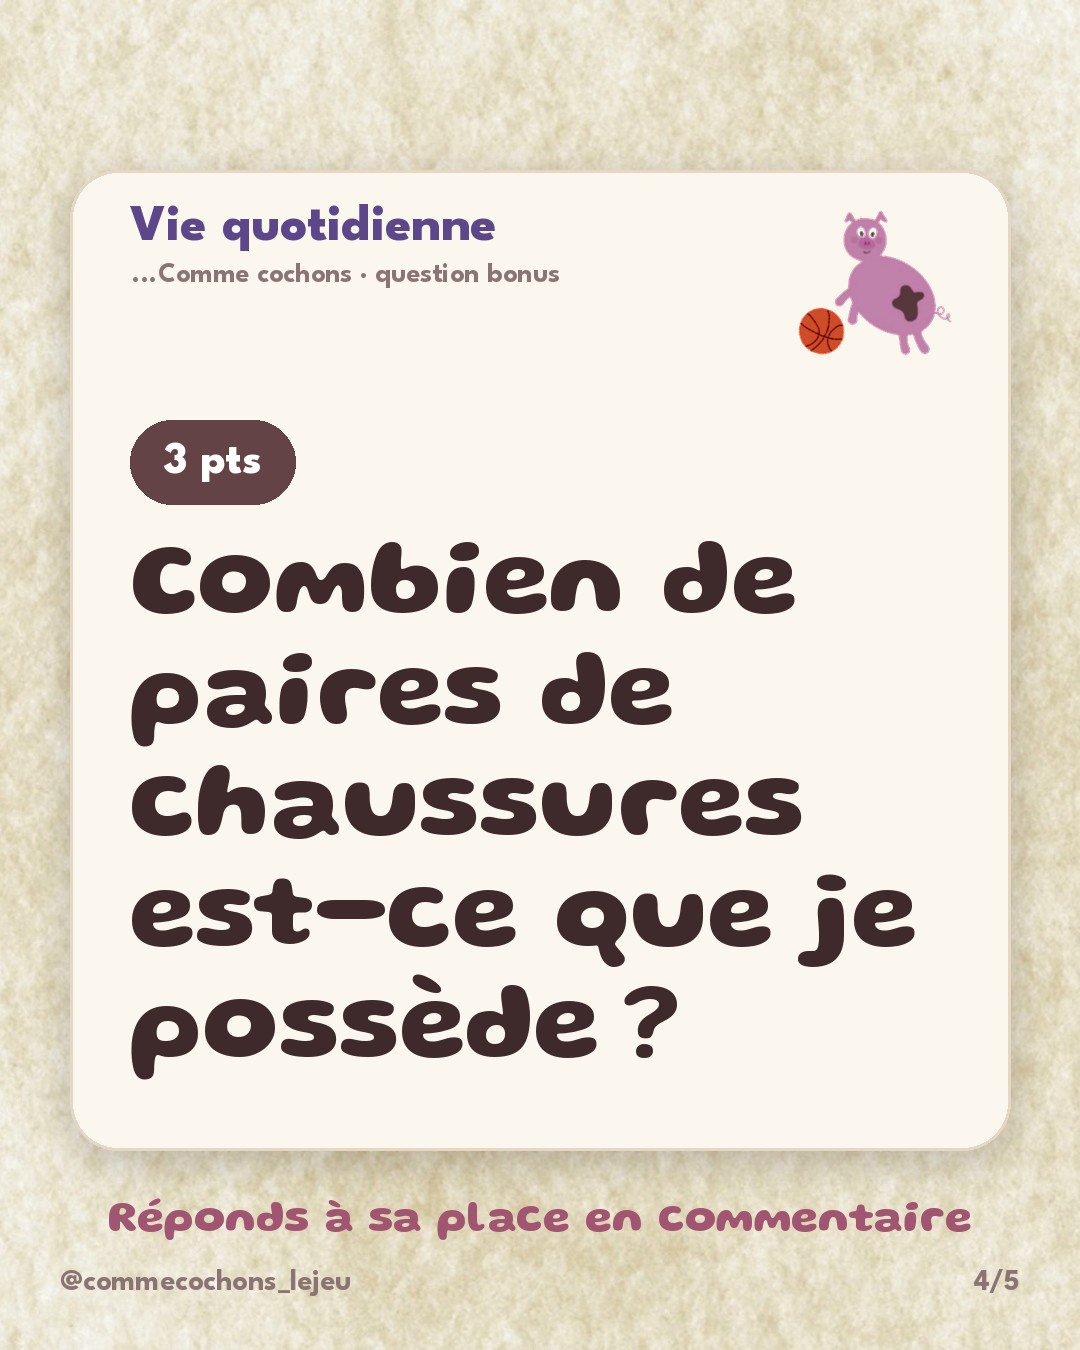 Vie quotidienne
...Comme cochons · question bonus
3 pts
Combien de
paires de
chaussures
est-ce que je
possède ?
Réponds à sa place en commentaire
@commecochons_lejeu
4/5